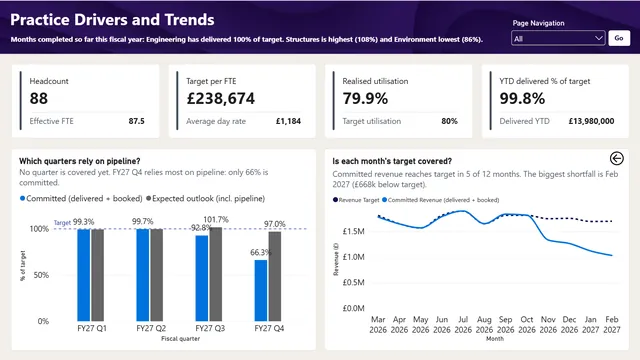 Practice Drivers and Trends
Months completed so far this fiscal year: Engineering has delivered 100% of target. Structures is highest (108%) and Environment lowest (86%).
Page Navigation
All
Go
Headcount
88
Effective FTE 87.5
Target per FTE
£238,674
Average day rate £1,184
Realised utilisation
79.9%
Target utilisation 80%
YTD delivered % of target
99.8%
Delivered YTD £13,980,000
Which quarters rely on pipeline?
No quarter is covered yet. FY27 Q4 relies most on pipeline: only 66% is
committed.
Committed (delivered + booked) Expected outlook (incl. pipeline)
Target 99.3% 99.7% 92.8% 101.7% 66.3% 97.0%
100%
50%
0%
% of target
FY27 Q1 FY27 Q2 FY27 Q3 FY27 Q4
Fiscal quarter
Is each month's target covered?
Committed revenue reaches target in 5 of 12 months. The biggest shortfall is Feb
2027 (£668k below target).
Revenue Target Committed Revenue (delivered + booked)
£1.5M
£1.0M
£0.5M
£0.0M
Revenue (£)
Mar Apr May Jun Jul Aug Sep Oct Nov Dec Jan Feb
2026 2026 2026 2026 2026 2026 2026 2026 2026 2026 2027 2027
Month